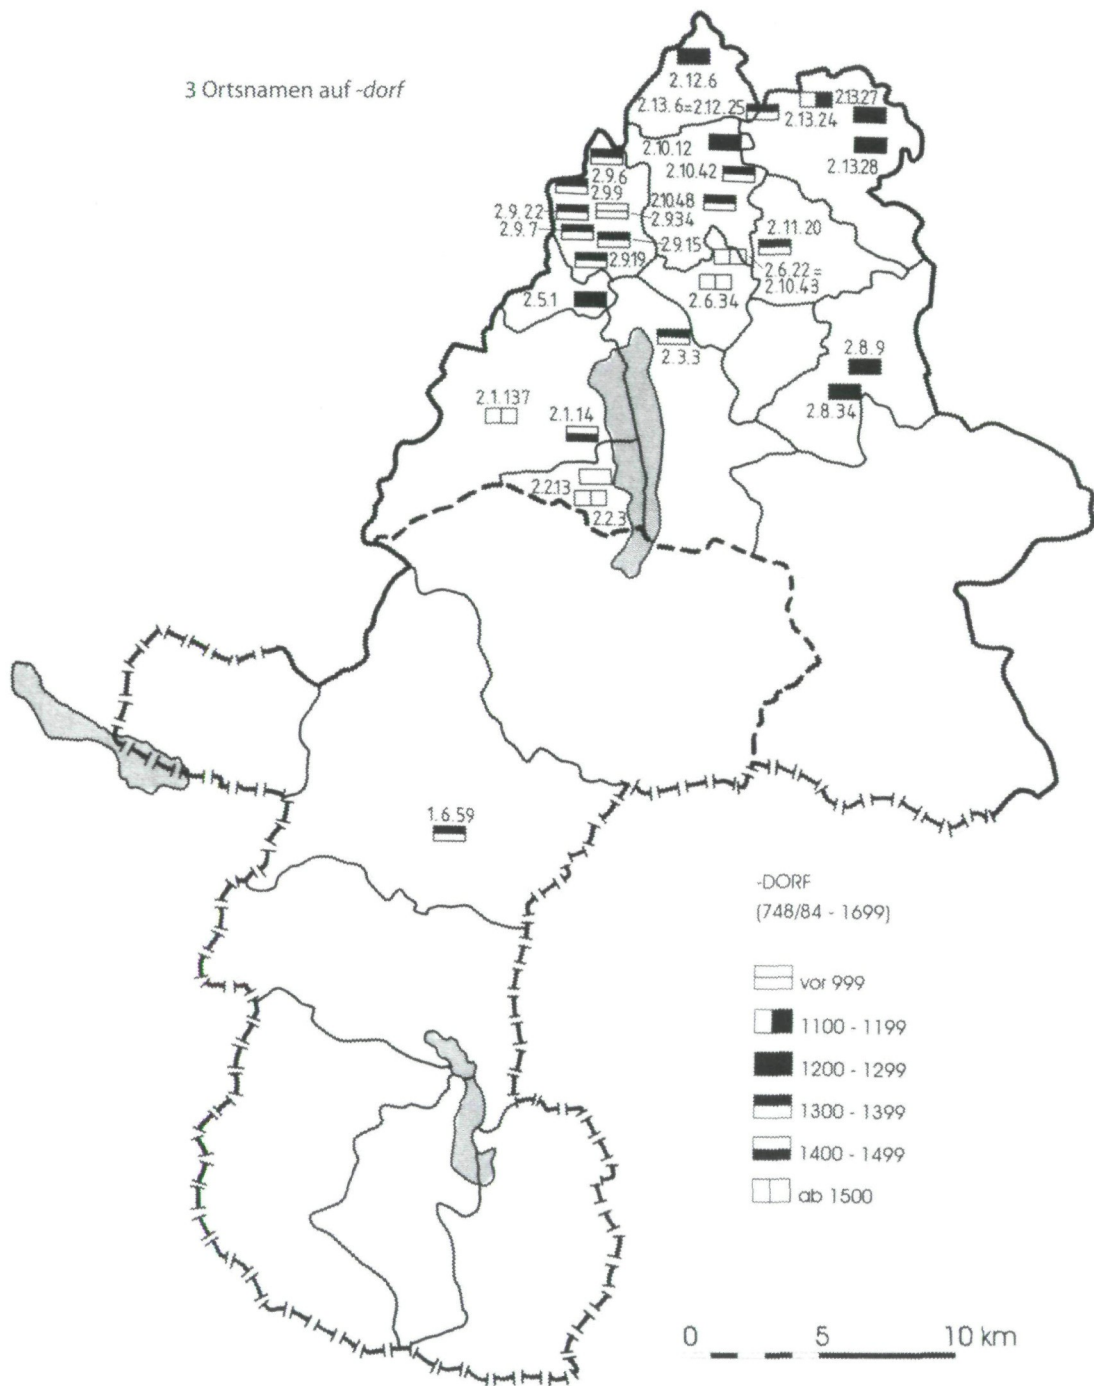 3 Ortsnamen auf -dorf
2.12.6
2.13.6=2.12.25
2.13.24
2.13.27
2.13.28
2.10.12
2.10.42
2.9.6
2.9.9
2.10.48
2.9.22
2.9.34
2.9.7
2.9.15
2.11.20
2.9.19
2.6.22=
2.10.43
2.6.34
2.5.1
2.3.3
2.8.9
2.8.34
2.1.137
2.1.14
2.2.13
2.2.3
1.6.59
-DORF
(748/84 - 1699)
vor 999
1100 - 1199
1200 - 1299
1300 - 1399
1400 - 1499
ab 1500
0 5 10 km